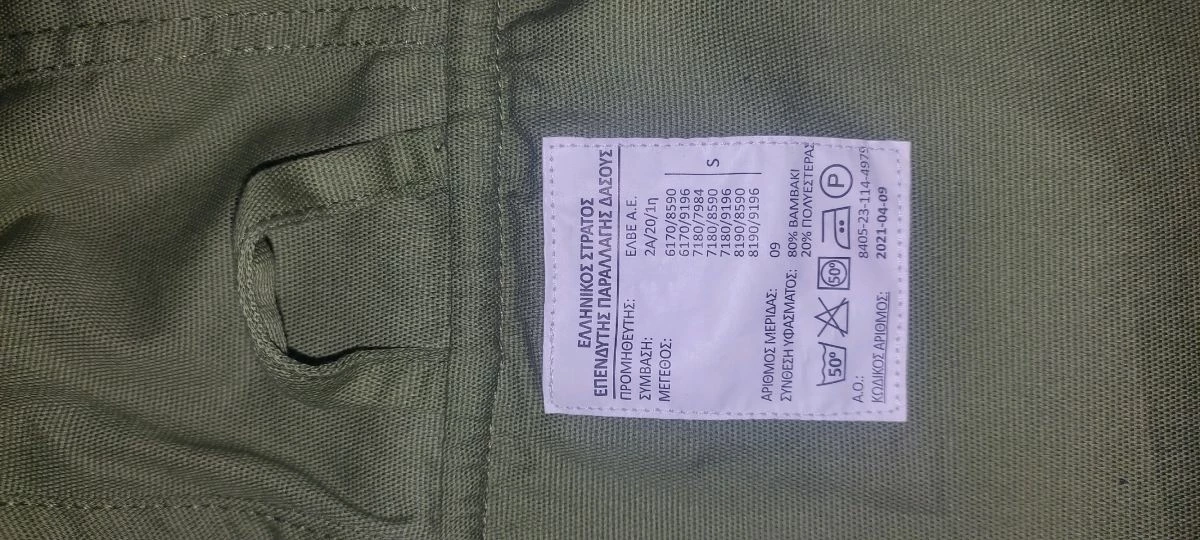 ΕΛΛΗΝΙΚΟΣ ΣΤΡΑΤΟΣ
ΕΠΕΝΔΥΤΗΣ ΠΑΡΑΛΛΑΓΗΣ ΔΑΣΟΥΣ
ΠΡΟΜΗΘΕΥΤΗΣ: ΕΛΒΕ Α.Ε.
ΣΥΜΒΑΣΗ: 2Α/20/1η
ΜΕΓΕΘΟΣ: 6170/8590
6170/9196
7180/7984
7180/8590 S
7180/9196
8190/8590
8190/9196
ΑΡΙΘΜΟΣ ΜΕΡΙΔΑΣ: 09
ΣΥΝΘΕΣΗ ΥΦΑΣΜΑΤΟΣ: 80% ΒΑΜΒΑΚΙ
20% ΠΟΛΥΕΣΤΕΡΑΣ
50° 50° P
Α.Ο.: 8405-23-114-4979
ΚΩΔΙΚΟΣ ΑΡΙΘΜΟΣ: 2021-04-09